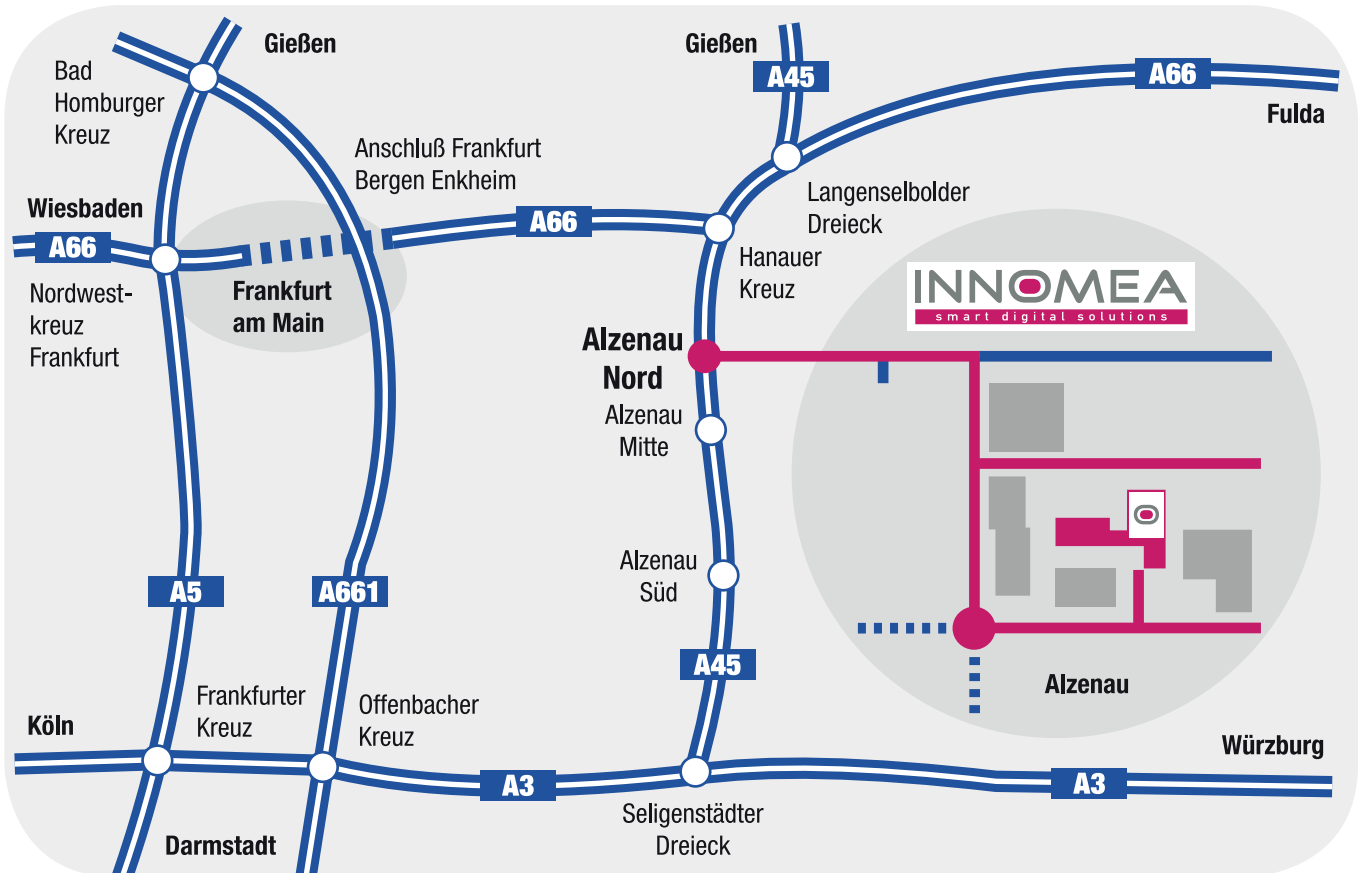 Gießen
Gießen
A45
A66
Fulda
Bad
Homburger
Kreuz
Anschluß Frankfurt
Bergen Enkheim
Langenselbolder
Dreieck
Wiesbaden
A66
A66
Hanauer
Kreuz
Nordwest-
kreuz
Frankfurt
Frankfurt
am Main
INNOMEA
smart digital solutions
Alzenau
Nord
Alzenau
Mitte
Alzenau
Süd
A5
A661
A45
Alzenau
Frankfurter
Kreuz
Offenbacher
Kreuz
Köln
Würzburg
A3
A3
Seligenstädter
Dreieck
Darmstadt